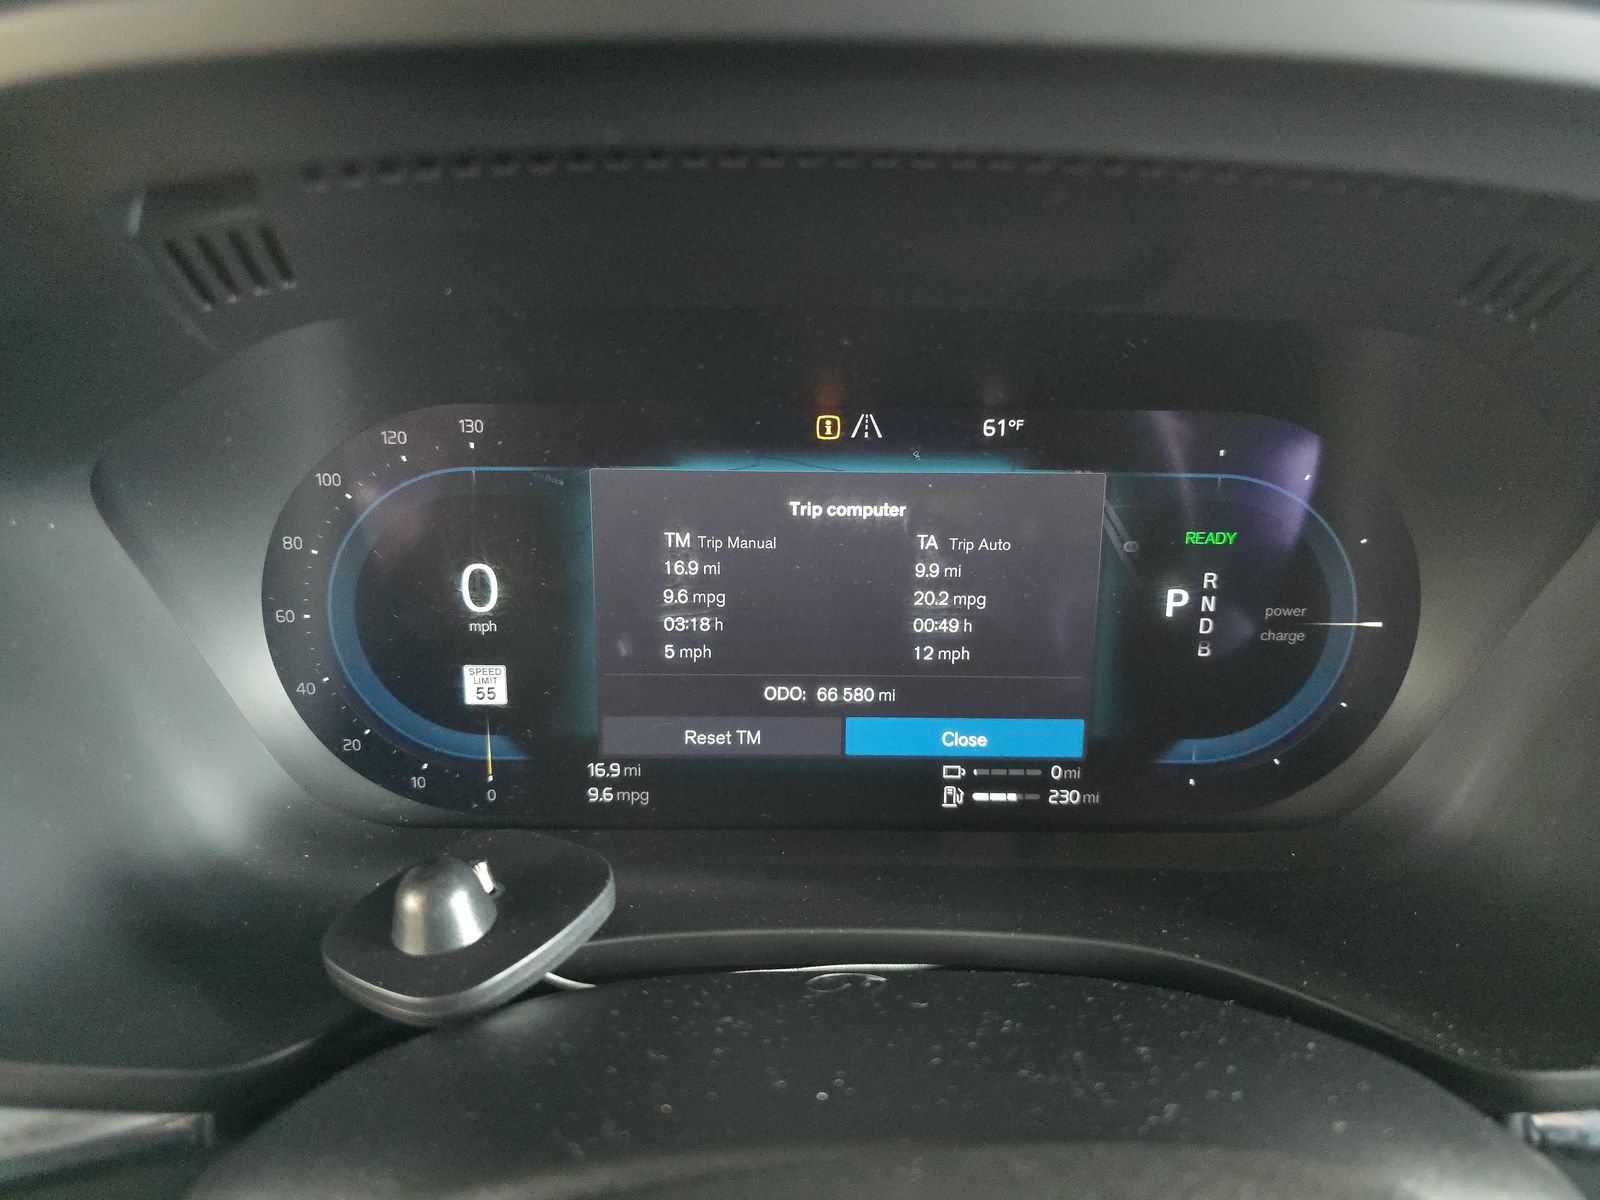 130
120
100
80
60
40
20
10
0
61°F
0
mph
SPEED
LIMIT
55
Trip computer
TM Trip Manual
16.9 mi
9.6 mpg
03:18 h
5 mph
TA Trip Auto
9.9 mi
20.2 mpg
00:49 h
12 mph
ODO: 66 580 mi
Reset TM
Close
16.9 mi
9.6 mpg
0 mi
230 mi
READY
P
R
N
D
B
power
charge